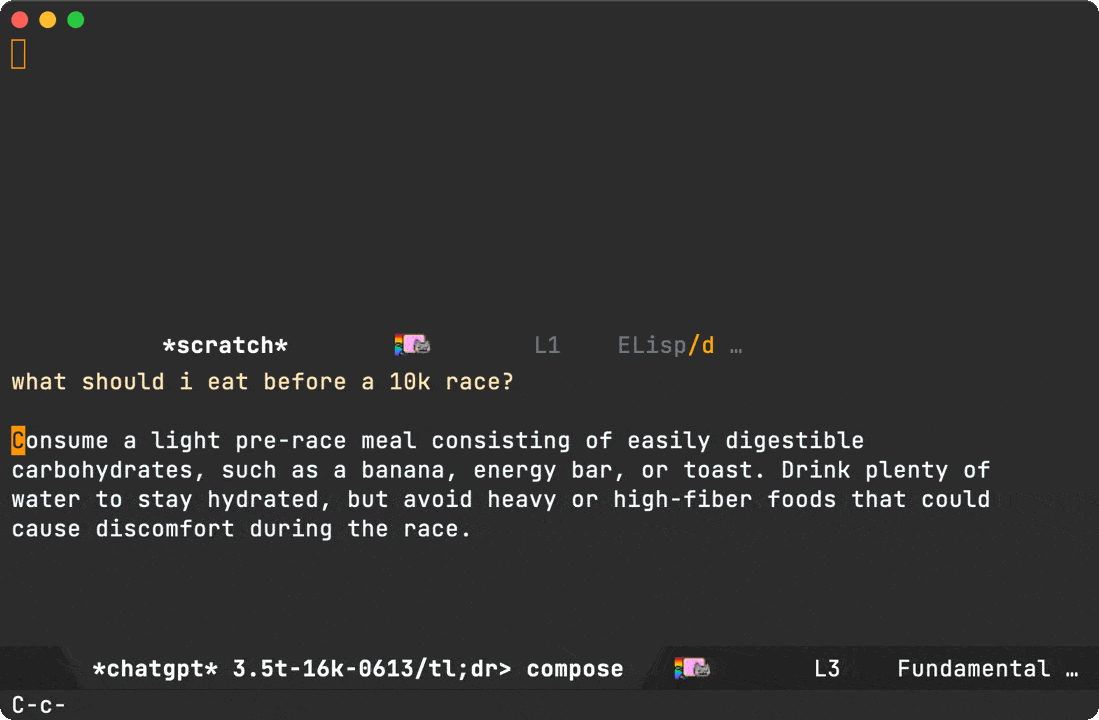 *scratch* L1 ELisp/d …
what should i eat before a 10k race?
Consume a light pre-race meal consisting of easily digestible
carbohydrates, such as a banana, energy bar, or toast. Drink plenty of
water to stay hydrated, but avoid heavy or high-fiber foods that could
cause discomfort during the race.
*chatgpt* 3.5t-16k-0613/tl;dr> compose L3 Fundamental …
C-c-